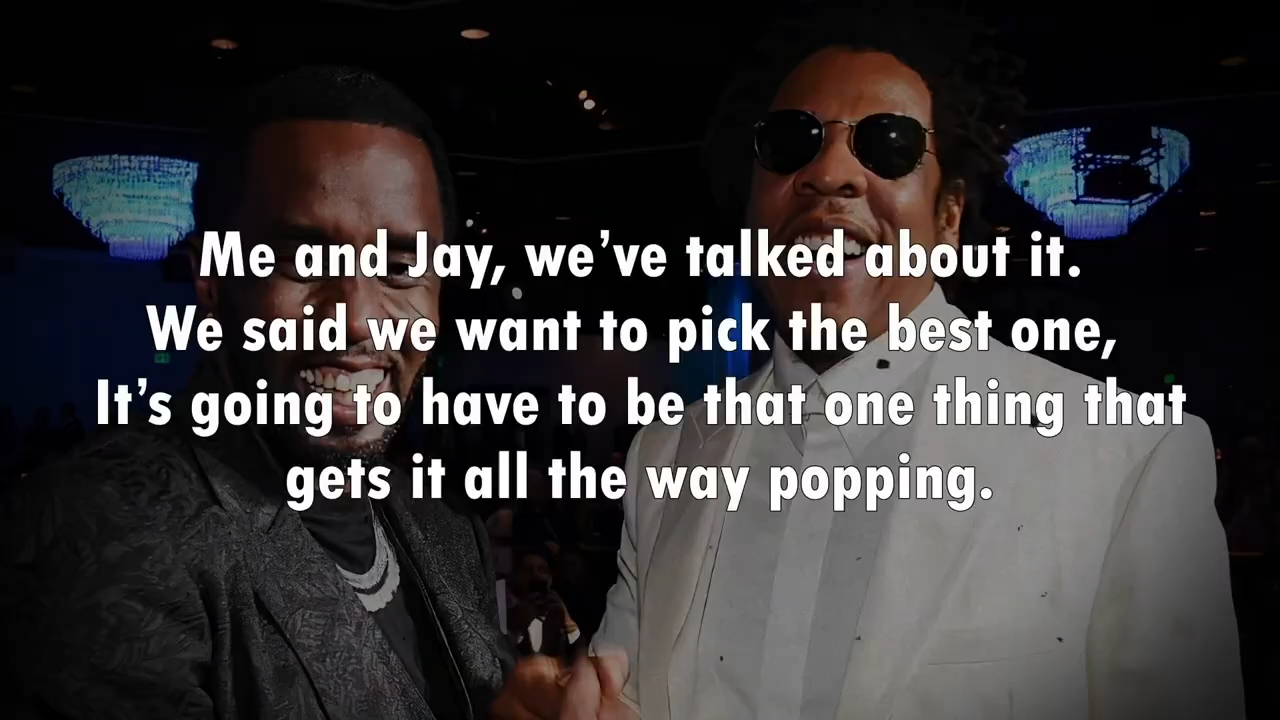 Me and Jay, we’ve talked about it.
We said we want to pick the best one,
It’s going to have to be that one thing that
gets it all the way popping.